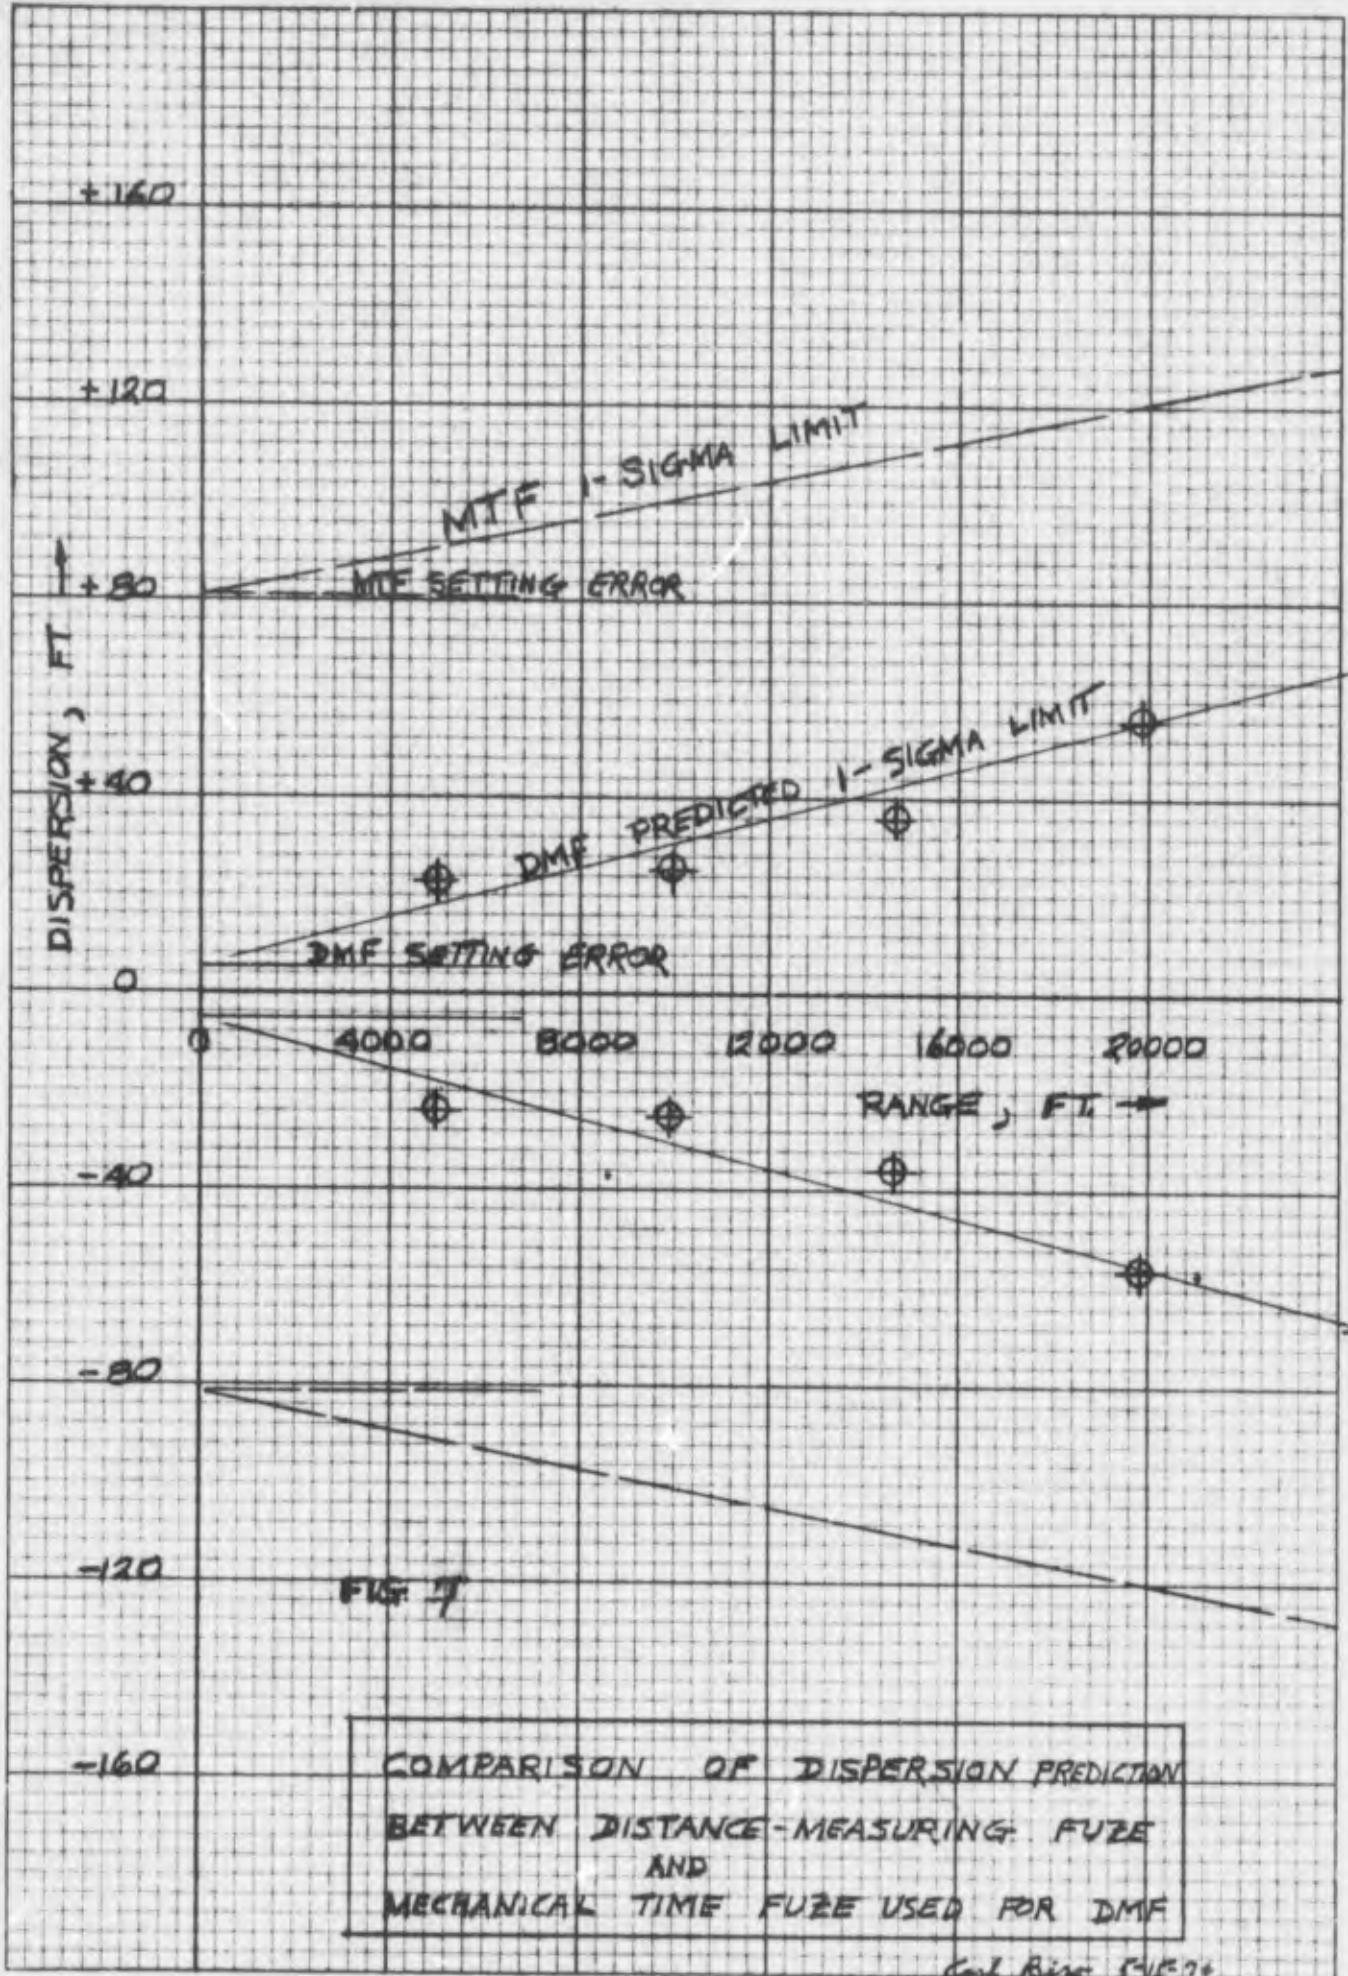 +160
+120
MTF 1-SIGMA LIMIT
+80
MTF SETTING ERROR
DISPERSION, FT
+40
DMF PREDICTED 1-SIGMA LIMIT
DMF SETTING ERROR
0
0 4000 8000 12000 16000 20000
RANGE, FT.
-40
-80
-120
FIG. 7
-160
COMPARISON OF DISPERSION PREDICTION
BETWEEN DISTANCE-MEASURING FUZE
AND
MECHANICAL TIME FUZE USED FOR DMF